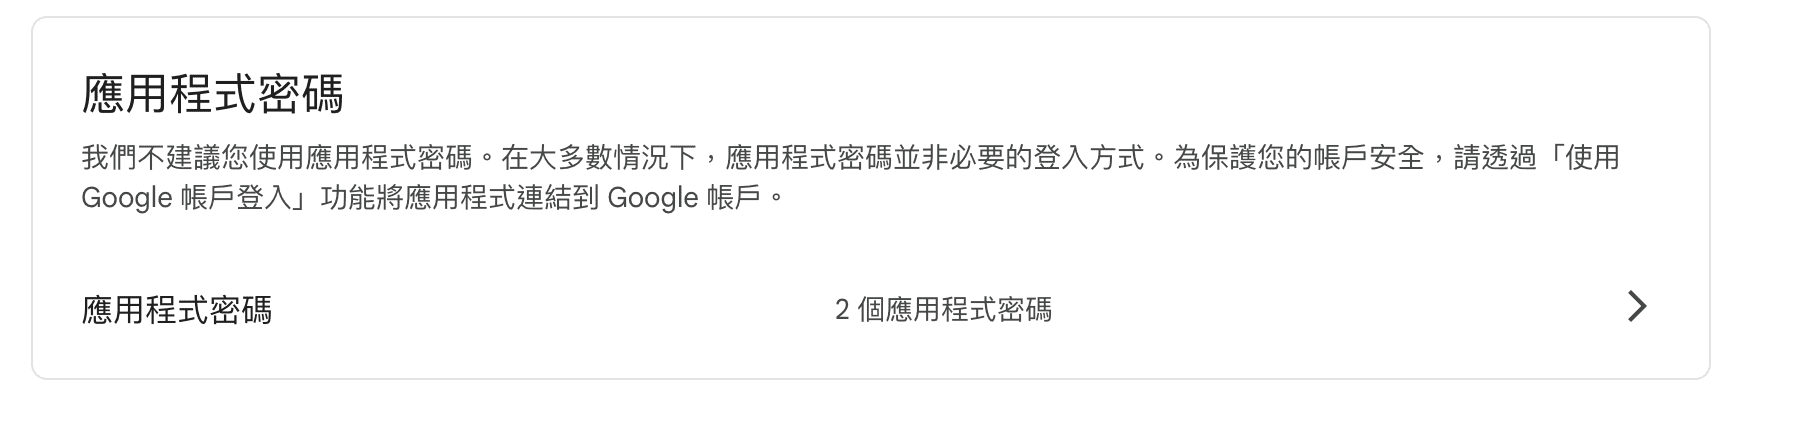 應用程式密碼
我們不建議您使用應用程式密碼。在大多數情況下，應用程式密碼並非必要的登入方式。為保護您的帳戶安全，請透過「使用
Google 帳戶登入」功能將應用程式連結到 Google 帳戶。
應用程式密碼
2 個應用程式密碼